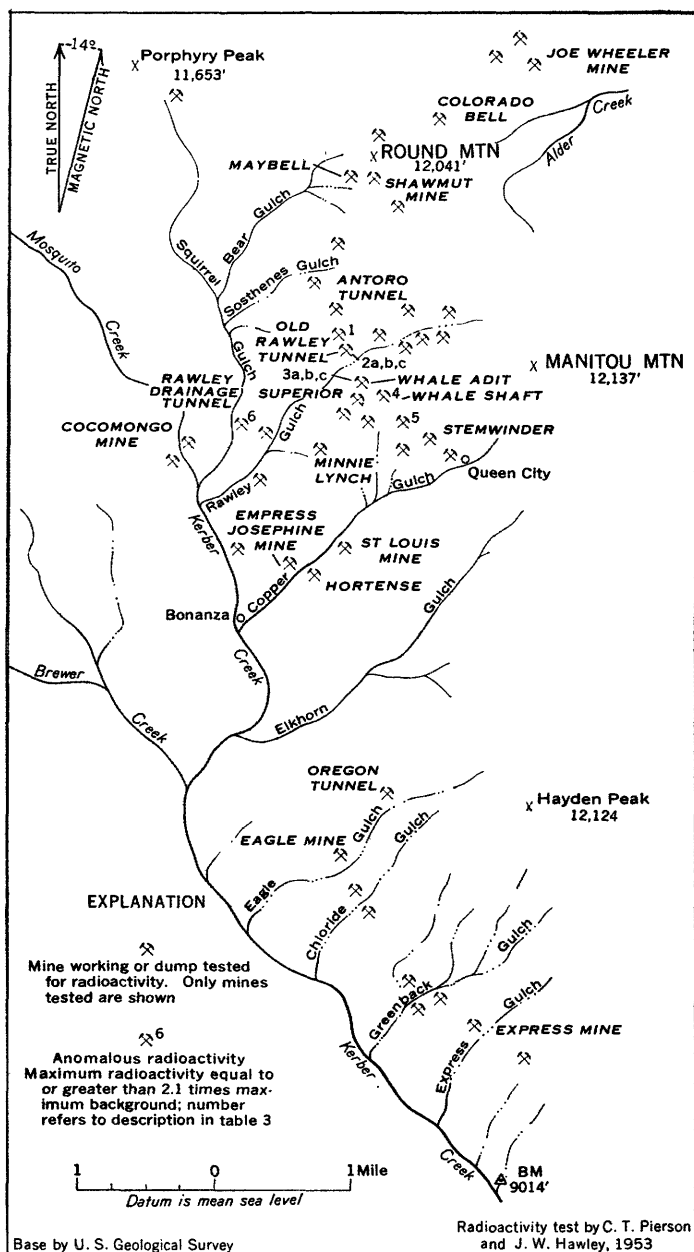 -14°
TRUE NORTH
MAGNETIC NORTH
Porphyry Peak
11,653'
JOE WHEELER
MINE
COLORADO
BELL
Creek
Alder
ROUND MTN
12,041'
MAYBELL
SHAWMUT
MINE
Bear
Gulch
Mosquito
Creek
Squirrel
Gulch
Sosthenes Gulch
ANTORO
TUNNEL
OLD
RAWLEY
TUNNEL
1
2a,b,c
3a,b,c
MANITOU MTN
12,137'
WHALE ADIT
RAWLEY
DRAINAGE
TUNNEL
SUPERIOR
4
WHALE SHAFT
6
5
Gulch
COCOMONGO
MINE
STEMWINDER
MINNIE
LYNCH
Gulch
Queen City
Rawley
Kerber
EMPRESS
JOSEPHINE
MINE
ST LOUIS
MINE
HORTENSE
Copper
Bonanza
Creek
Gulch
Elkhorn
Brewer
Creek
OREGON
TUNNEL
Hayden Peak
12,124
EAGLE MINE
Gulch
Gulch
Eagle
Chloride
Greenback
Gulch
Gulch
EXPRESS MINE
Express
Kerber
Creek
BM
9014'
EXPLANATION
Mine working or dump tested
for radioactivity. Only mines
tested are shown
6
Anomalous radioactivity
Maximum radioactivity equal to
or greater than 2.1 times max-
imum background; number
refers to description in table 3
1 0 1 Mile
Datum is mean sea level
Base by U. S. Geological Survey
Radioactivity test by C. T. Pierson
and J. W. Hawley, 1953